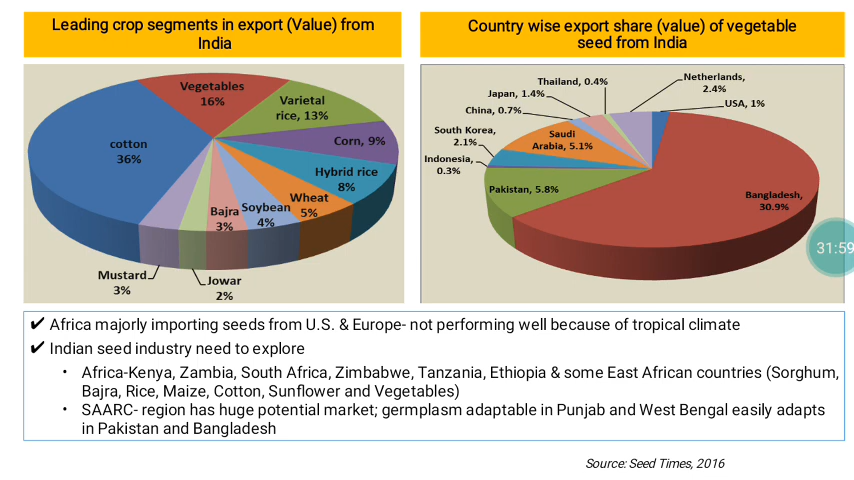 Leading crop segments in export (Value) from
India
Country wise export share (value) of vegetable
seed from India
Vegetables
16%
Varietal
rice, 13%
Corn, 9%
Hybrid rice
8%
Wheat
5%
Soybean
4%
Bajra
3%
Jowar
2%
Mustard
3%
cotton
36%
Netherlands,
2.4%
USA, 1%
Thailand, 0.4%
Japan, 1.4%
China, 0.7%
Saudi
Arabia, 5.1%
South Korea,
2.1%
Indonesia,
0.3%
Pakistan, 5.8%
Bangladesh,
30.9%
31:59
✔ Africa majorly importing seeds from U.S. & Europe- not performing well because of tropical climate
✔ Indian seed industry need to explore
• Africa-Kenya, Zambia, South Africa, Zimbabwe, Tanzania, Ethiopia & some East African countries (Sorghum,
Bajra, Rice, Maize, Cotton, Sunflower and Vegetables)
• SAARC- region has huge potential market; germplasm adaptable in Punjab and West Bengal easily adapts
in Pakistan and Bangladesh
Source: Seed Times, 2016